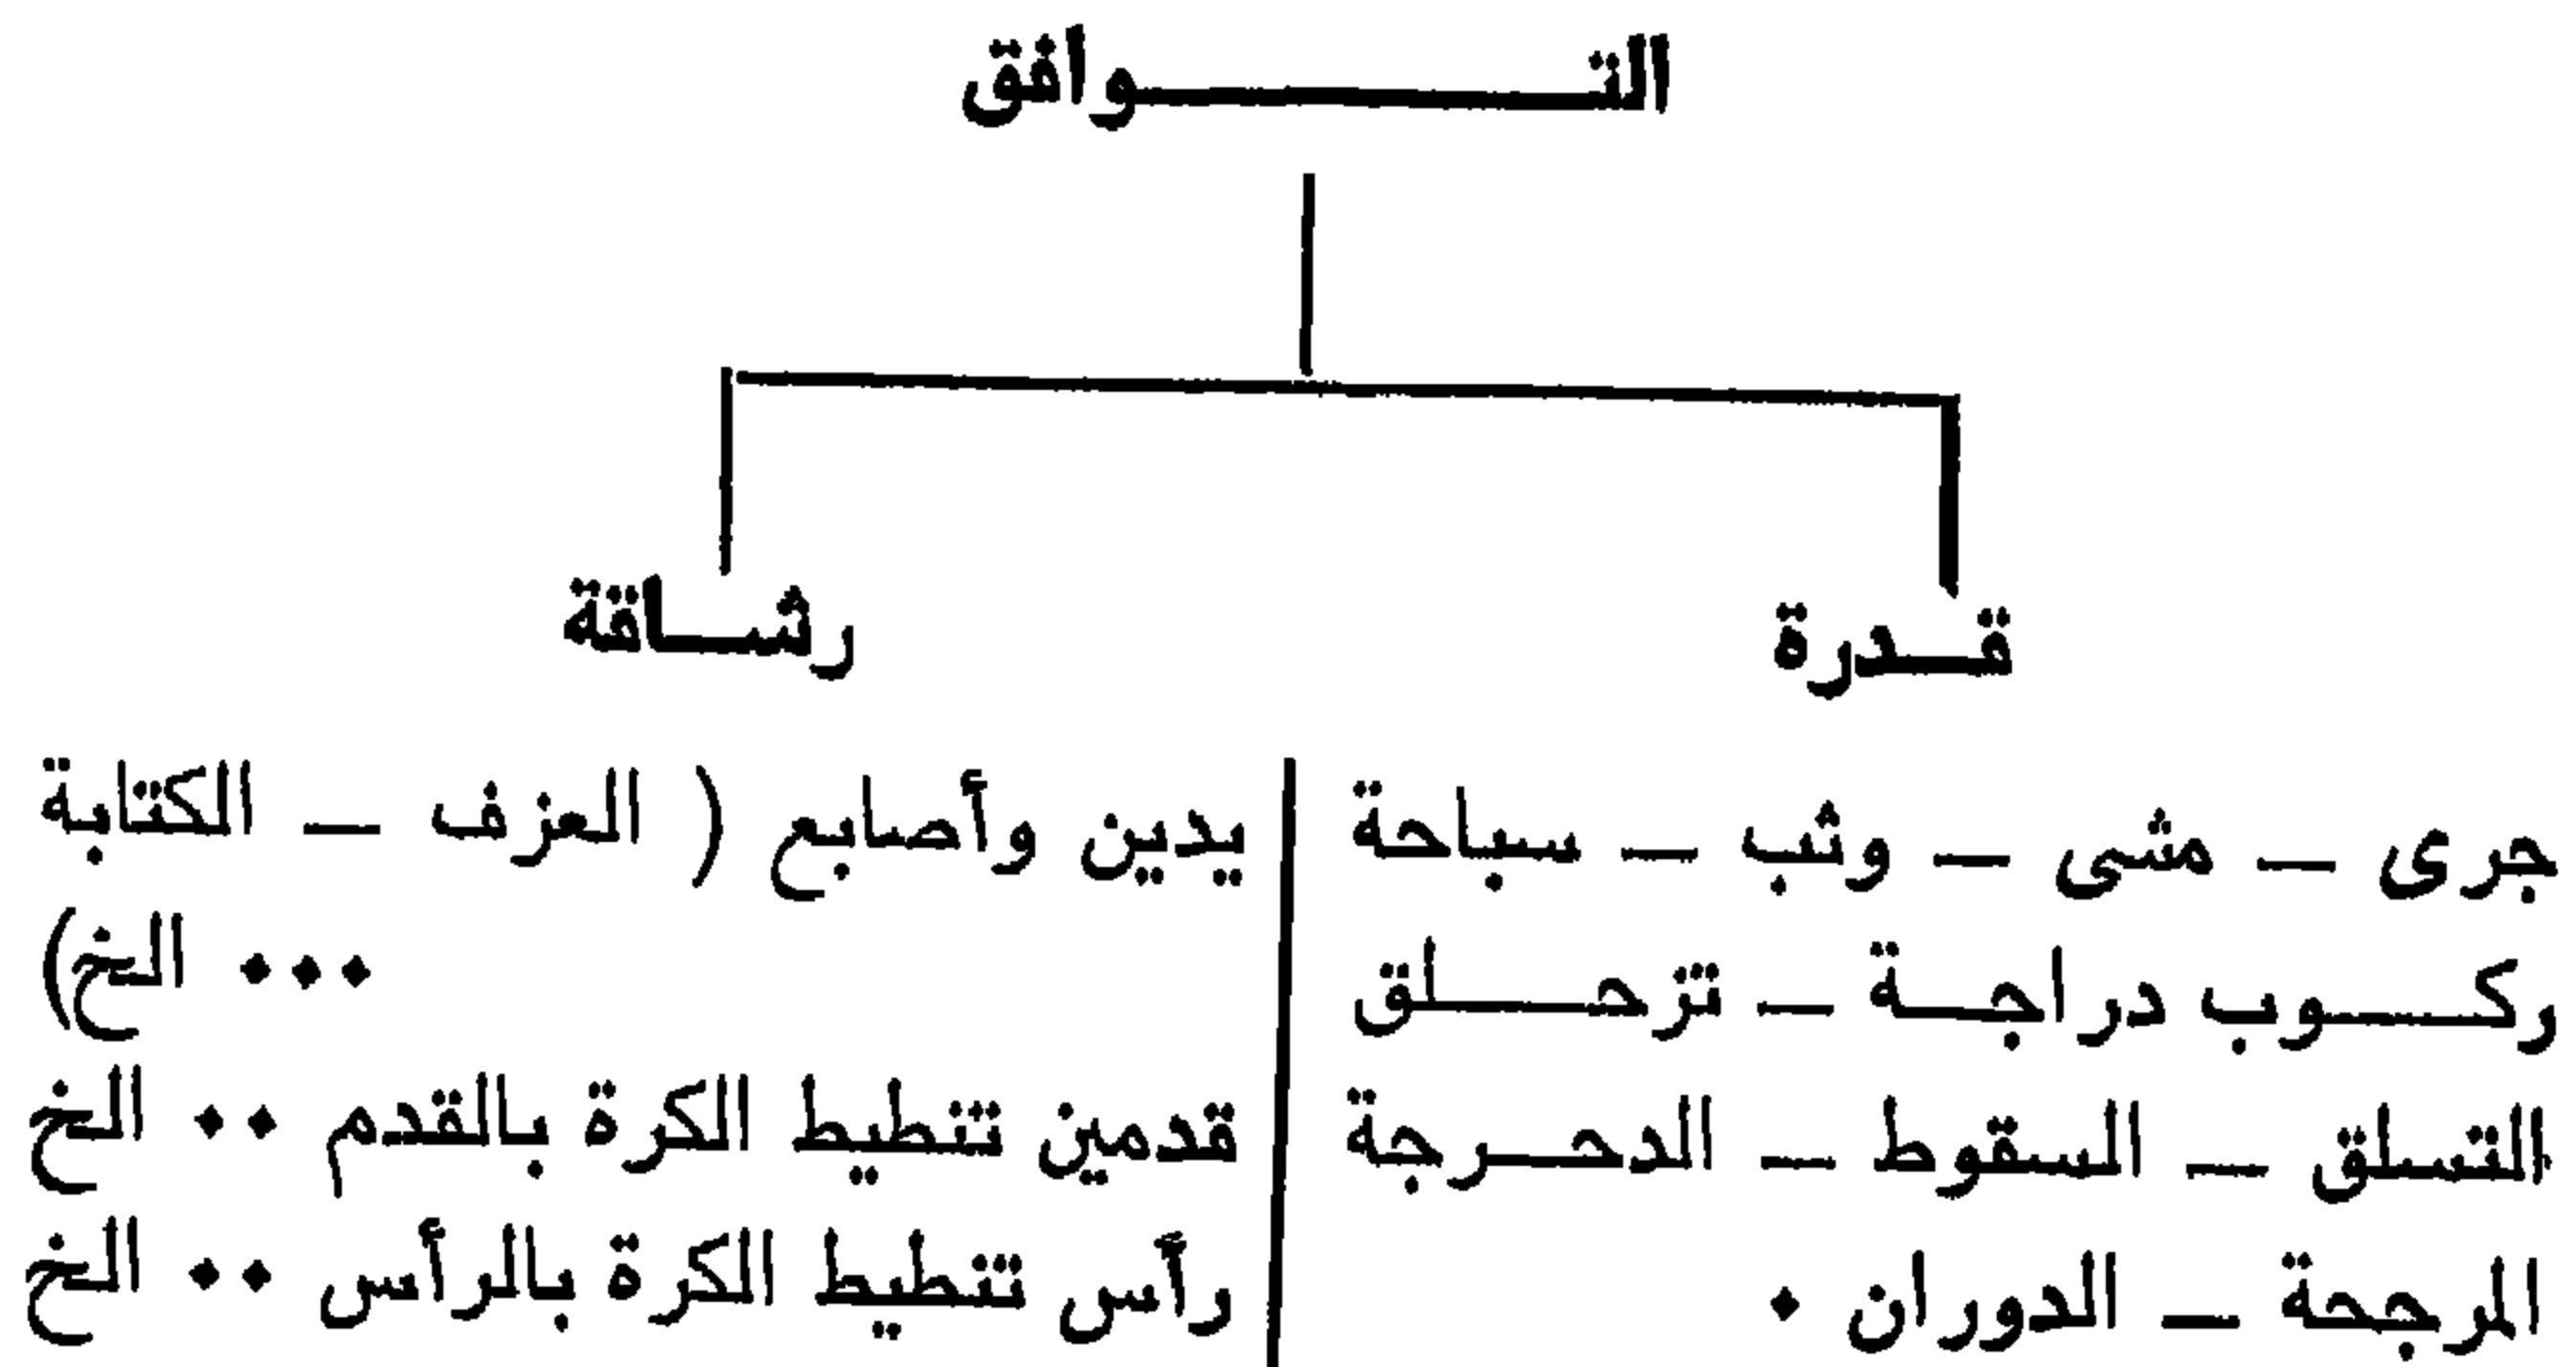 التوافق
قدرة
رشاقة
جرى – مشى – وثب – سباحة
ركوب دراجة – تزحلق
التسلق – السقوط – الدحرجة
المرجحة – الدوران .
يدين وأصابع ( العزف – الكتابة
... الخ)
قدمين تنطيط الكرة بالقدم .. الخ
رأس تنطيط الكرة بالرأس .. الخ